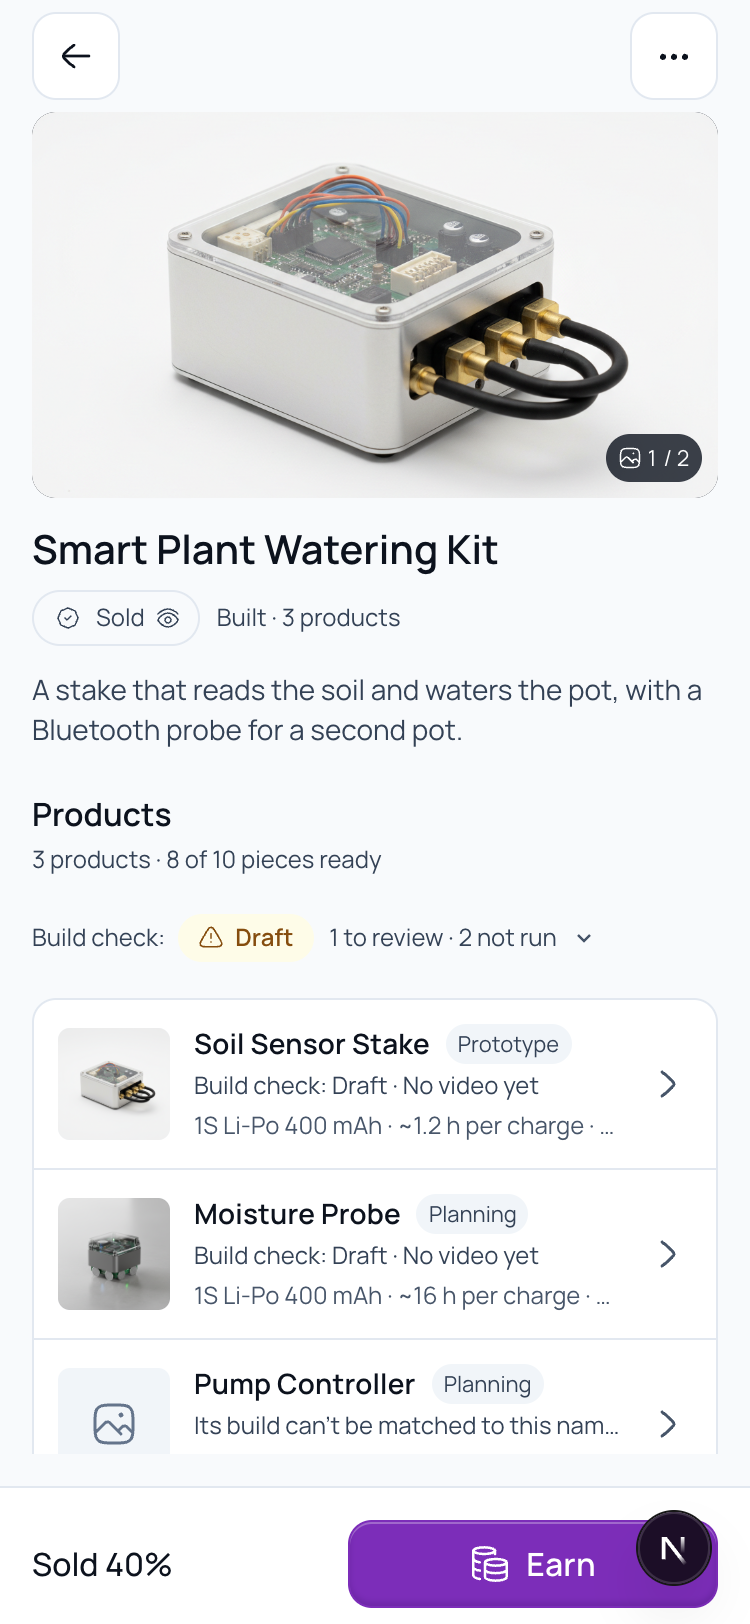 1 / 2
Smart Plant Watering Kit
Sold
Built · 3 products
A stake that reads the soil and waters the pot, with a
Bluetooth probe for a second pot.
Products
3 products · 8 of 10 pieces ready
Build check: Draft 1 to review · 2 not run
Soil Sensor Stake Prototype
Build check: Draft · No video yet
1S Li-Po 400 mAh · ~1.2 h per charge · ...
Moisture Probe Planning
Build check: Draft · No video yet
1S Li-Po 400 mAh · ~16 h per charge · ...
Pump Controller Planning
Its build can’t be matched to this nam...
Sold 40%
Earn
N